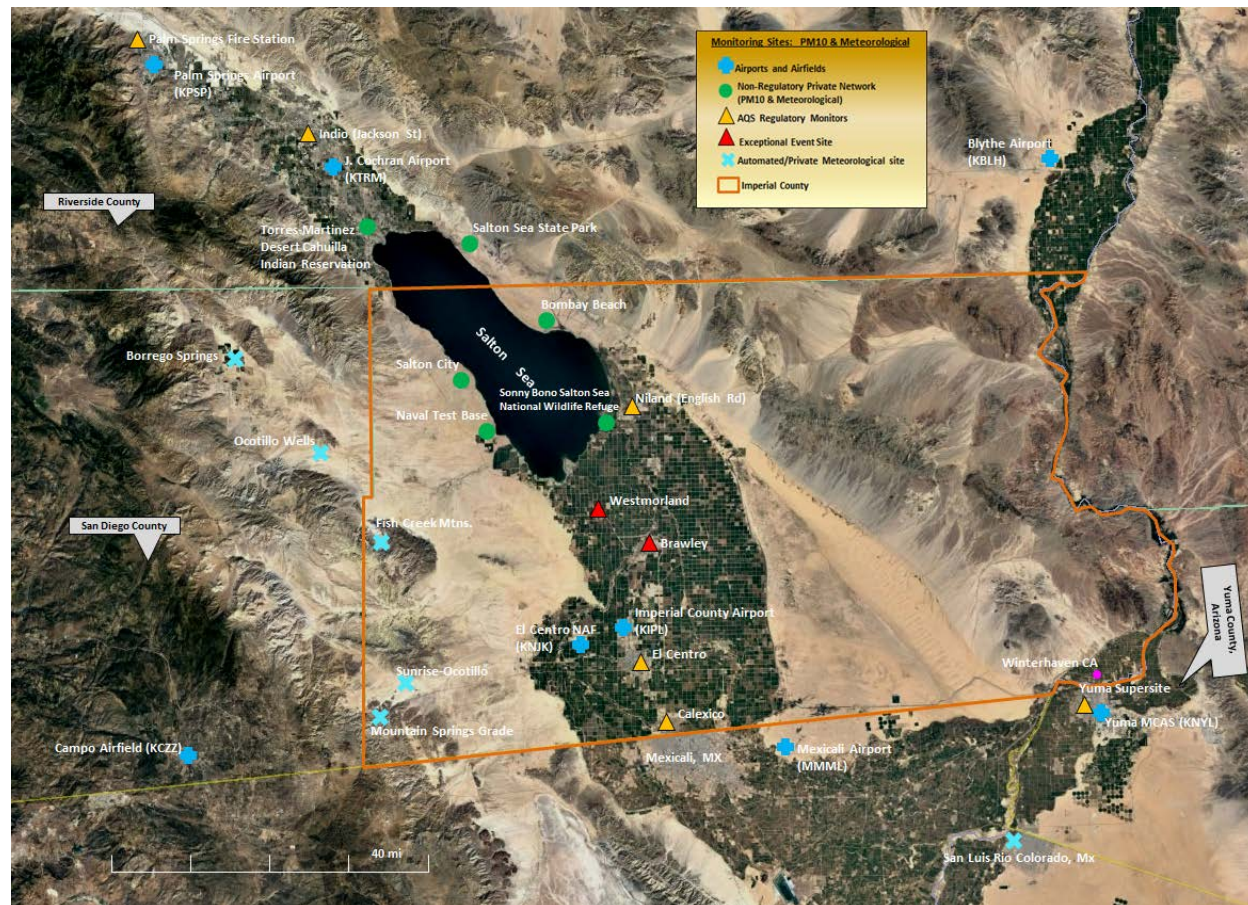 Palm Springs Fire Station
Palm Springs Airport
(KPSP)
Indio (Jackson St)
J. Cochran Airport
(KTRM)
Monitoring Sites: PM10 & Meteorological
Airports and Airfields
Non-Regulatory Private Network
(PM10 & Meteorological)
AQS Regulatory Monitors
Exceptional Event Site
Automated/Private Meteorological site
Imperial County
Blythe Airport
(KBLH)
Riverside County
Torres-Martinez
Desert Cahuilla
Indian Reservation
Salton Sea State Park
Bombay Beach
Salton Sea
Borrego Springs
Salton City
Sonny Bono Salton Sea
National Wildlife Refuge
Niland (English Rd)
Naval Test Base
Ocotillo Wells
Westmorland
San Diego County
Fish Creek Mtns.
Brawley
Imperial County Airport
(KIPL)
El Centro NAF
(KNJK)
El Centro
Yuma County,
Arizona
Winterhaven CA
Sunrise-Ocotillo
Yuma Supersite
Yuma MCAS (KNYL)
Calexico
Mountain Springs Grade
Campo Airfield (KCZZ)
Mexicali, MX
Mexicali Airport
(MMML)
40 mi
San Luis Rio Colorado, Mx